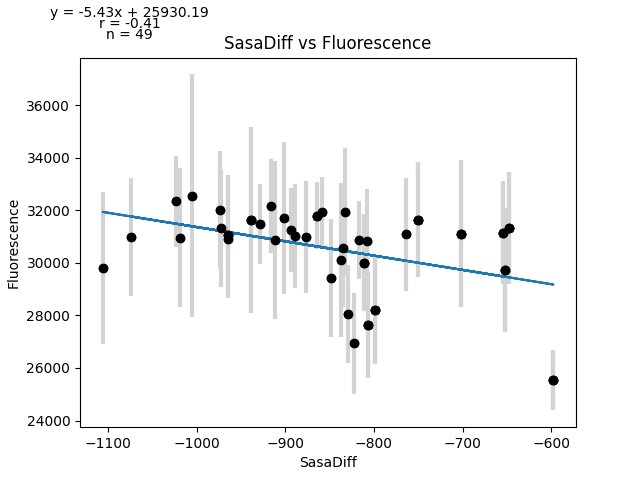 y = -5.43x + 25930.19
r = -0.41
n = 49
SasaDiff vs Fluorescence
Fluorescence
36000
34000
32000
30000
28000
26000
24000
−1100
−1000
−900
−800
−700
−600
SasaDiff